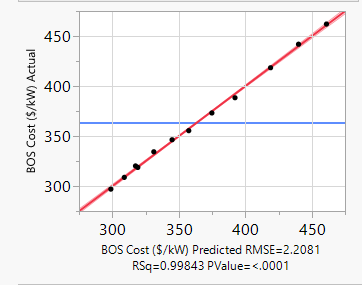 BOS Cost ($/kW) Actual
450
400
350
300
300 350 400 450
BOS Cost ($/kW) Predicted RMSE=2.2081
RSq=0.99843 PValue=<.0001